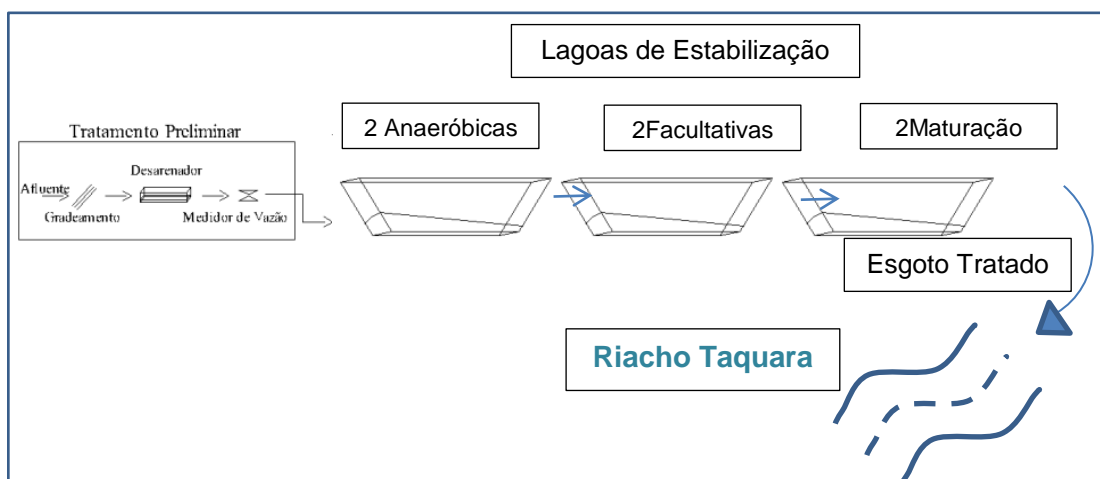 Lagoas de Estabilização
2 Anaeróbicas
2Facultativas
2Maturação
Tratamento Preliminar
Desarenador
Afluente
Gradeamento
Medidor de Vazão
Esgoto Tratado
Riacho Taquara